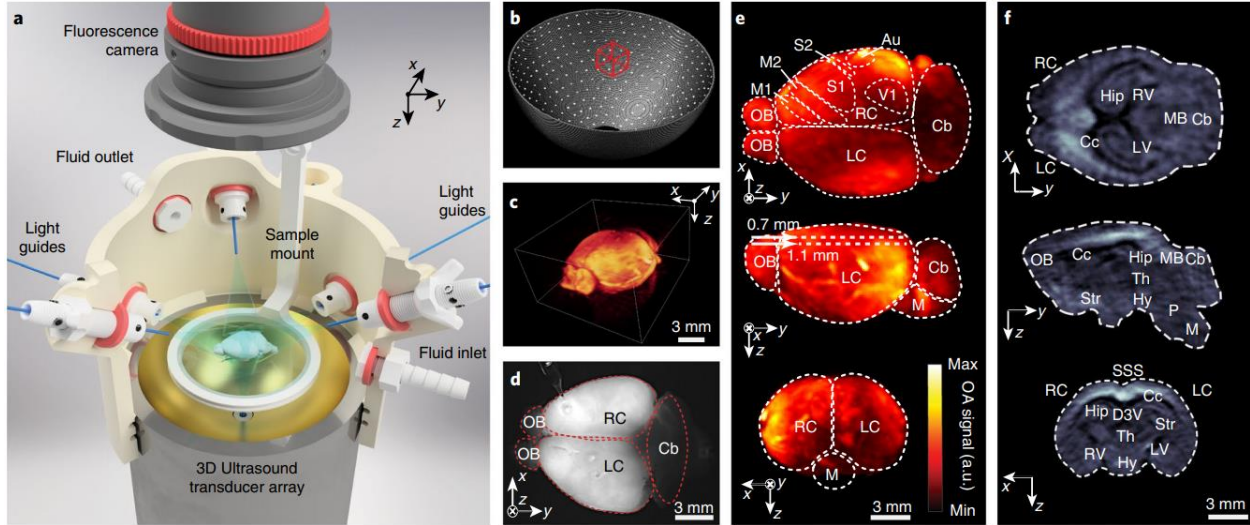 a
Fluorescence
camera
x
y
z
Fluid outlet
Light
guides
Sample
mount
Light
guides
Fluid inlet
3D Ultrasound
transducer array
b
c
x
y
z
3 mm
d
OB
OB
RC
LC
Cb
x
z
y
3 mm
e
S2
Au
M2
M1
S1
V1
OB
RC
OB
LC
Cb
x
z
y
0.7 mm
1.1 mm
OB
LC
Cb
M
x
y
z
Max
OA signal (a.u.)
Min
RC
LC
M
x
y
z
3 mm
f
RC
Hip
RV
MB
Cb
Cc
LV
LC
X
y
OB
Cc
Hip
MB
Cb
Th
Str
Hy
P
M
y
z
SSS
RC
Cc
LC
Hip
D3V
Str
Th
RV
LV
Hy
x
z
3 mm